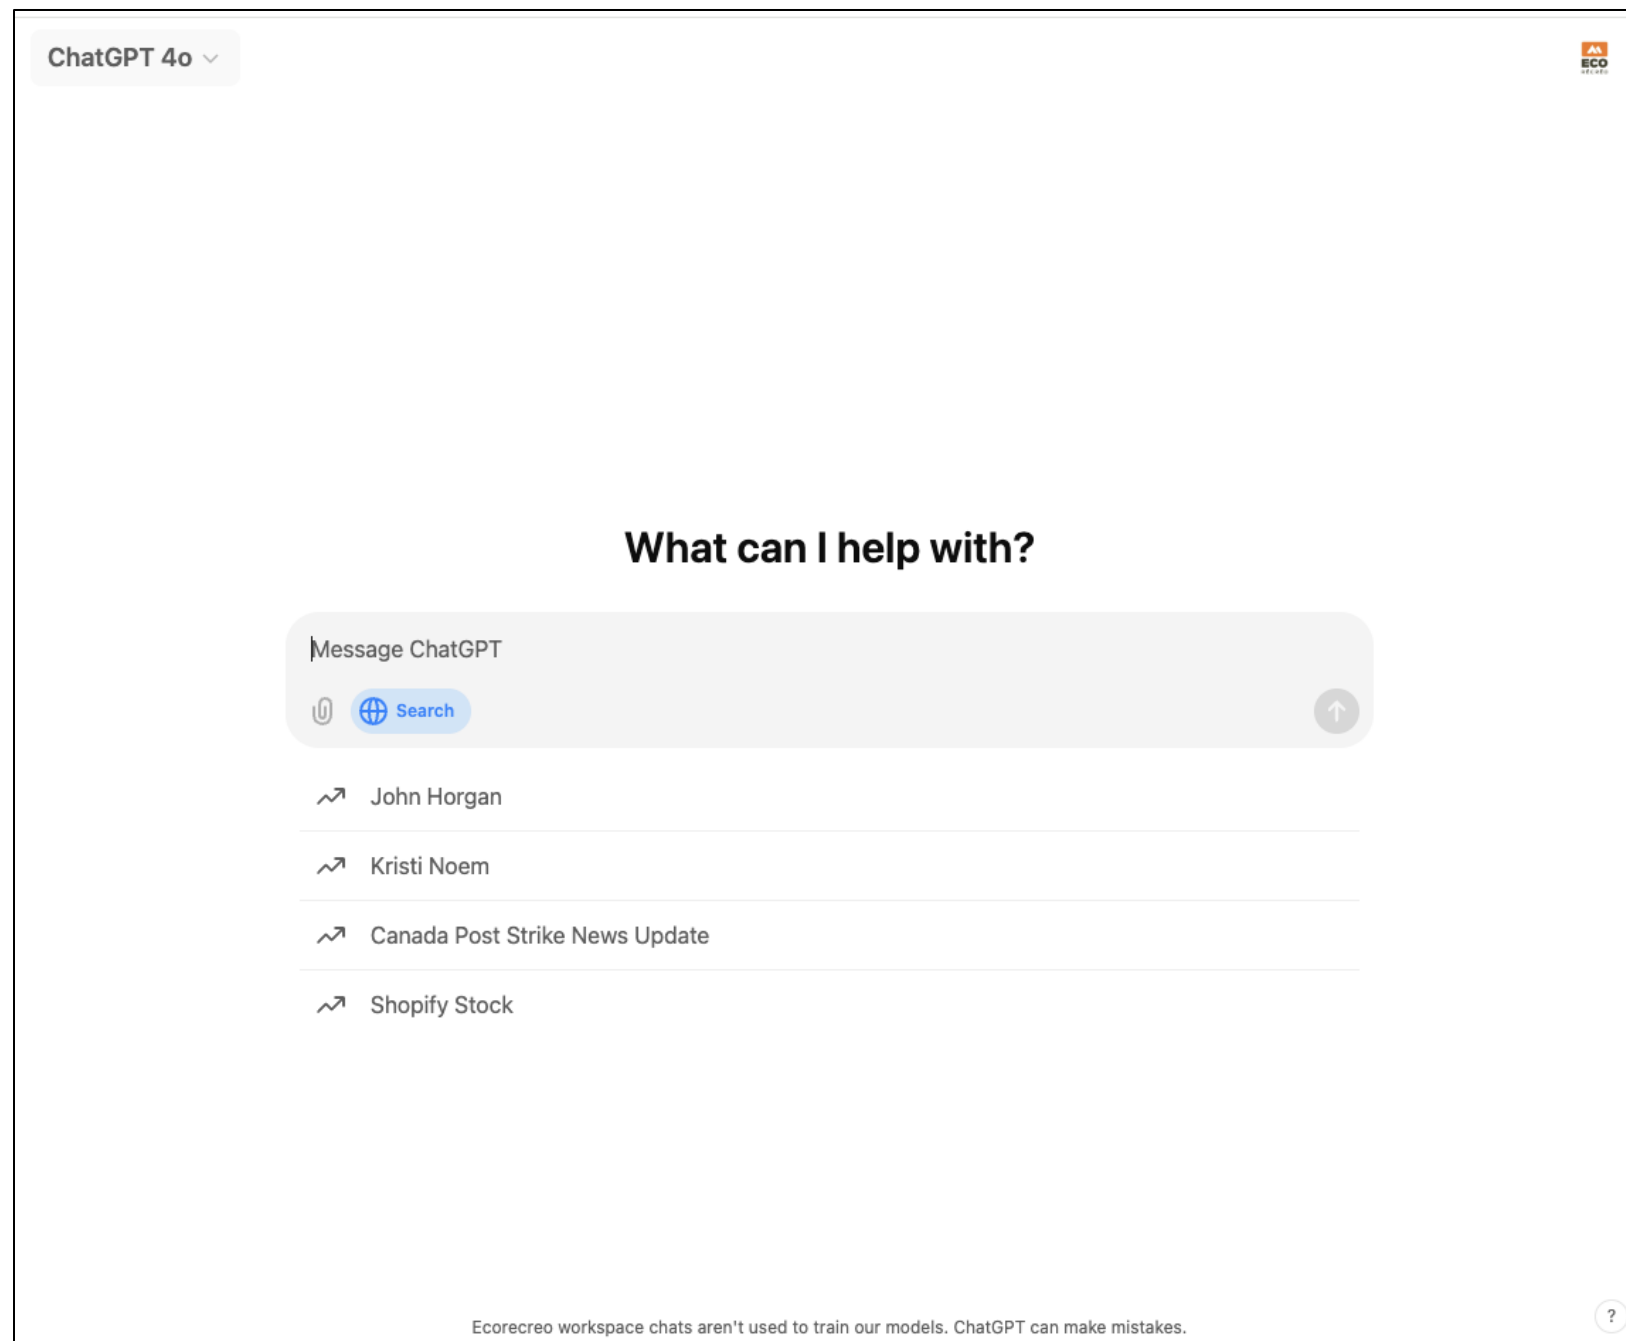 ChatGPT 4o
ECO
What can I help with?
Message ChatGPT
Search
John Horgan
Kristi Noem
Canada Post Strike News Update
Shopify Stock
Ecorecreo workspace chats aren't used to train our models. ChatGPT can make mistakes.
?